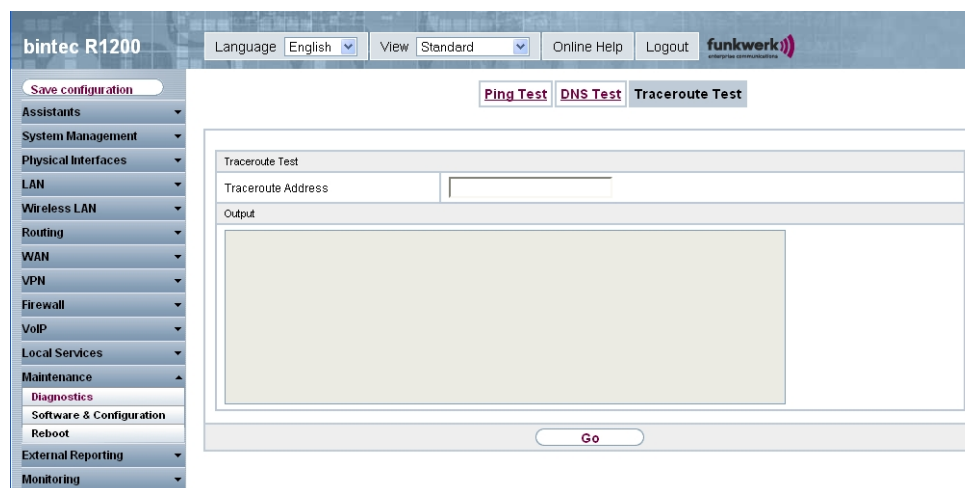 bintec R1200
Language English View Standard Online Help Logout funkwerk
enterprise communications
Save configuration
Ping Test DNS Test Traceroute Test
Assistants
System Management
Physical Interfaces
LAN
Wireless LAN
Routing
WAN
VPN
Firewall
VoIP
Local Services
Maintenance
Diagnostics
Software & Configuration
Reboot
External Reporting
Monitoring
Traceroute Test
Traceroute Address
Output
Go